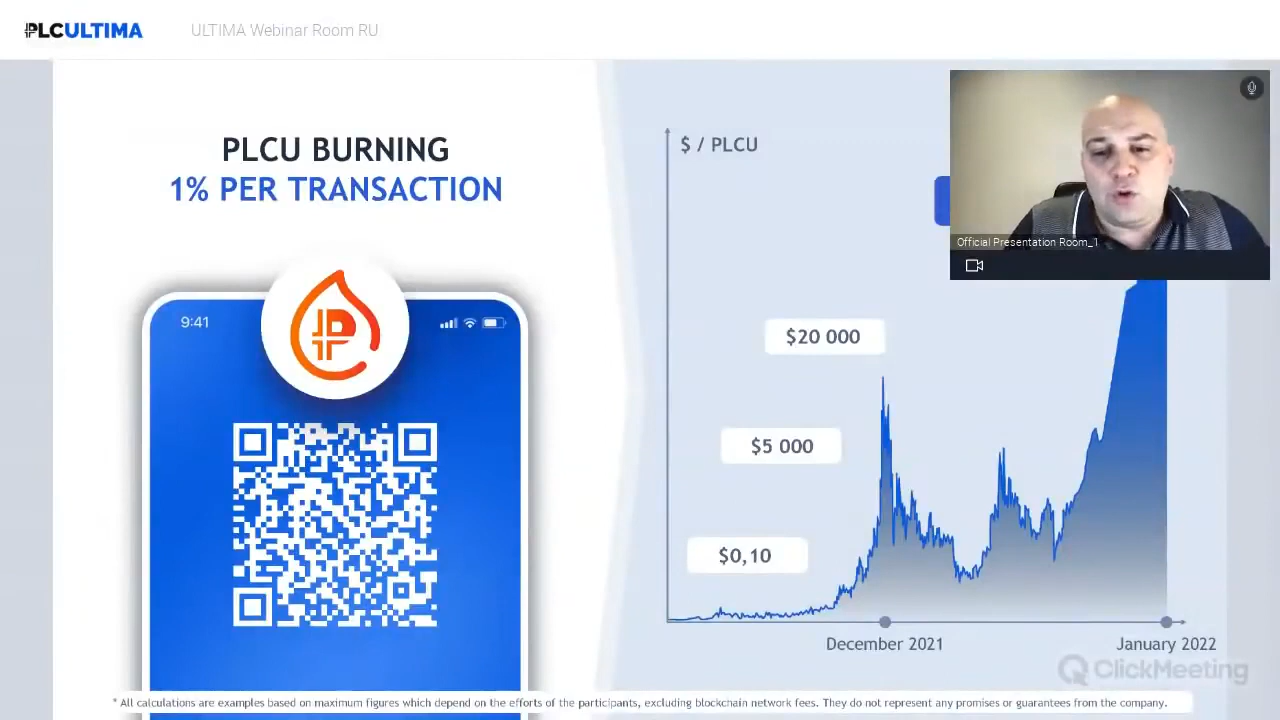 PLCULTIMA
ULTIMA Webinar Room RU
PLCU BURNING
1% PER TRANSACTION
9:41
$ / PLCU
$20 000
$5 000
$0,10
December 2021
January 2022
Official Presentation Room_1
ClickMeeting
* All calculations are examples based on maximum figures which depend on the efforts of the participants, excluding blockchain network fees. They do not represent any promises or guarantees from the company.